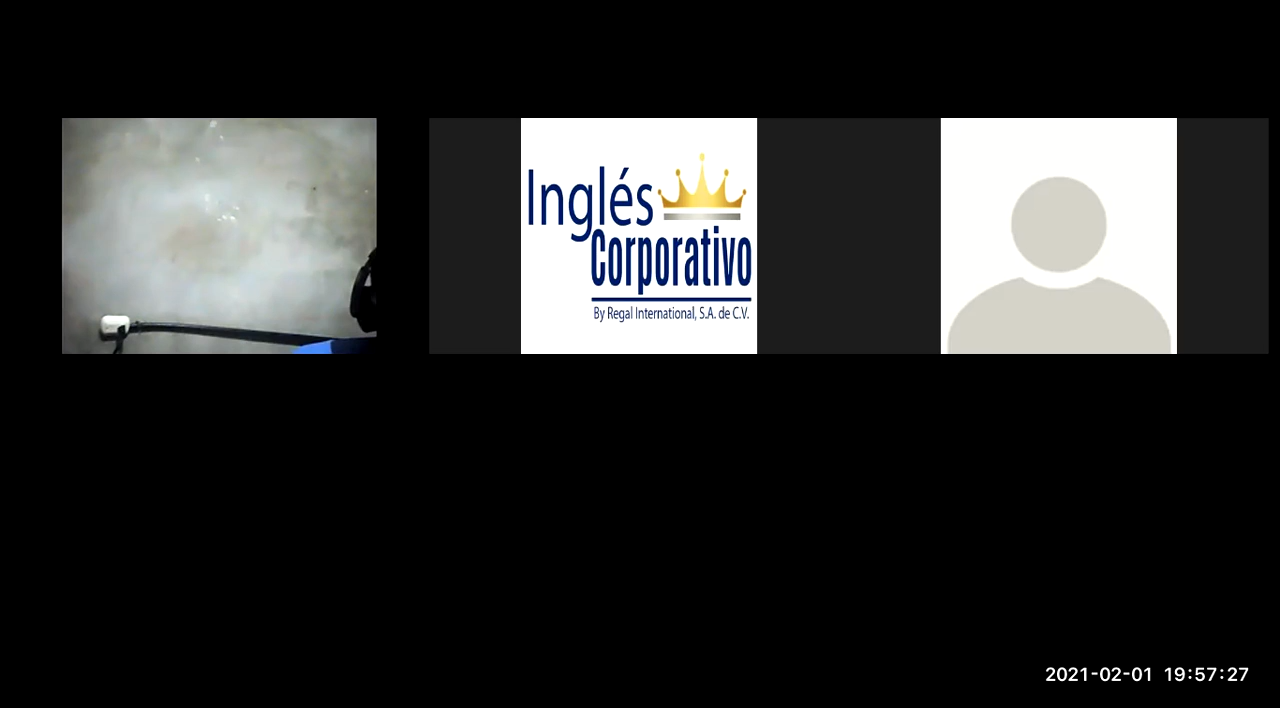 Inglés
Corporativo
By Regal International, S.A. de C.V.
2021-02-01 19:57:27